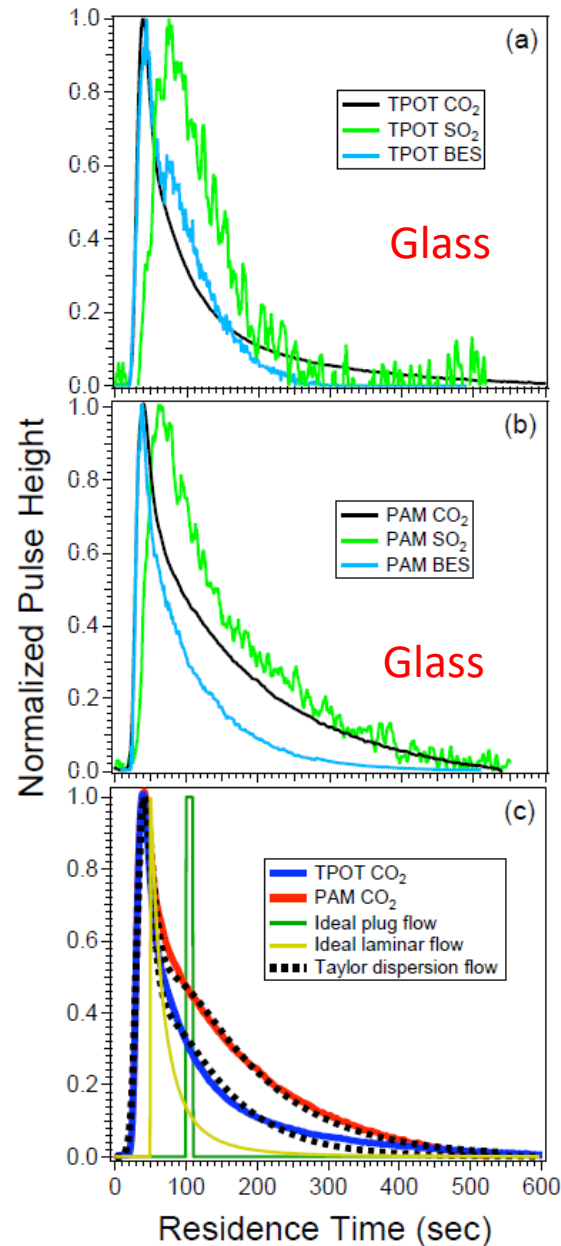 (a)
TPOT CO₂
TPOT SO₂
TPOT BES
Glass
1.0
0.8
0.6
0.4
0.2
0.0
(b)
PAM CO₂
PAM SO₂
PAM BES
Glass
1.0
0.8
0.6
0.4
0.2
0.0
Normalized Pulse Height
(c)
TPOT CO₂
PAM CO₂
Ideal plug flow
Ideal laminar flow
Taylor dispersion flow
1.0
0.8
0.6
0.4
0.2
0.0
0 100 200 300 400 500 600
Residence Time (sec)